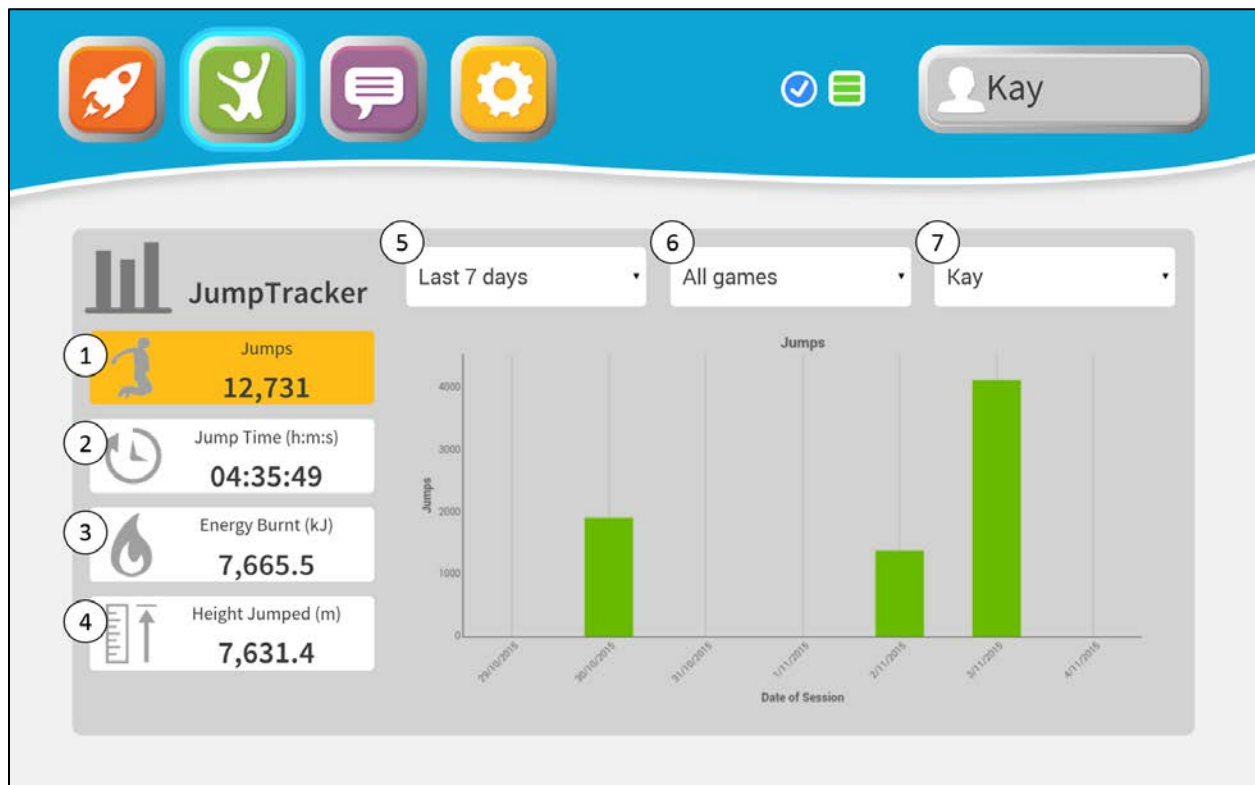 Kay
JumpTracker
5
Last 7 days
6
All games
7
Kay
1
Jumps
12,731
2
Jump Time (h:m:s)
04:35:49
3
Energy Burnt (kJ)
7,665.5
4
Height Jumped (m)
7,631.4
Jumps
Jumps
4000
3000
2000
1000
0
29/10/2015
30/10/2015
31/10/2015
1/11/2015
2/11/2015
3/11/2015
4/11/2015
Date of Session